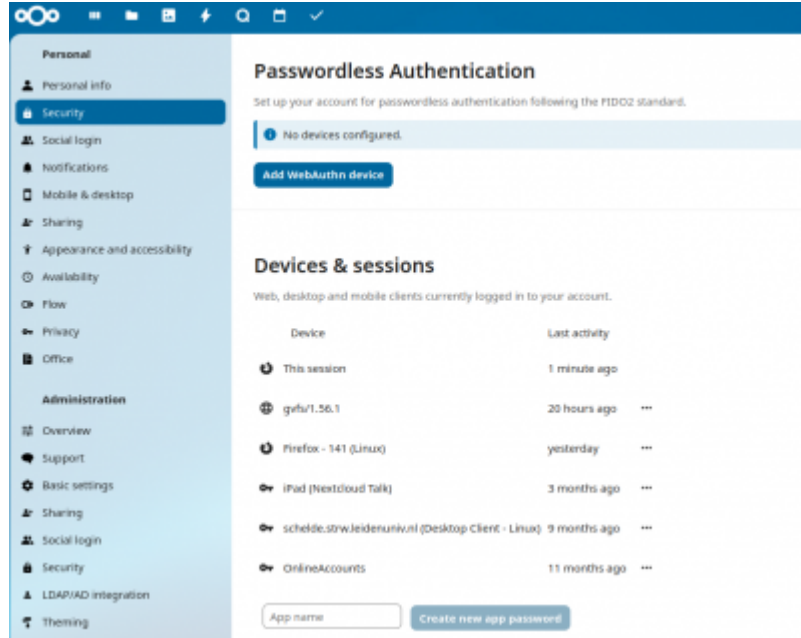 Personal
Personal info
Security
Social login
Notifications
Mobile & desktop
Sharing
Appearance and accessibility
Availability
Flow
Privacy
Office
Administration
Overview
Support
Basic settings
Sharing
Social login
Security
LDAP/AD integration
Theming
Passwordless Authentication
Set up your account for passwordless authentication following the FIDO2 standard.
No devices configured.
Add WebAuthn device
Devices & sessions
Web, desktop and mobile clients currently logged in to your account.
Device Last activity
This session 1 minute ago
gvfs/1.56.1 20 hours ago
Firefox - 141 (Linux) yesterday
iPad (Nextcloud Talk) 3 months ago
schelde.strw.leidenuniv.nl (Desktop Client - Linux) 9 months ago
OnlineAccounts 11 months ago
App name Create new app password